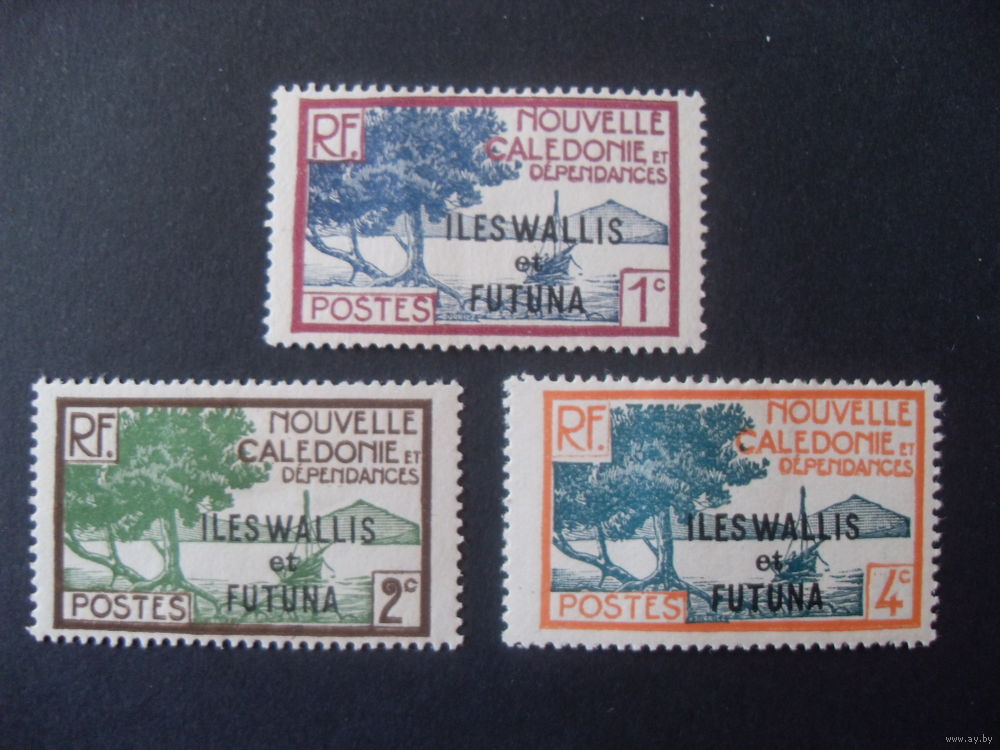 RF.
NOUVELLE
CALEDONIE ET
DÉPENDANCES
ILES WALLIS
et
FUTUNA
POSTES
1c
RF.
NOUVELLE
CALEDONIE ET
DÉPENDANCES
ILES WALLIS
et
FUTUNA
POSTES
2c
RF.
NOUVELLE
CALEDONIE ET
DÉPENDANCES
ILES WALLIS
et
FUTUNA
POSTES
4c
www.ay.by